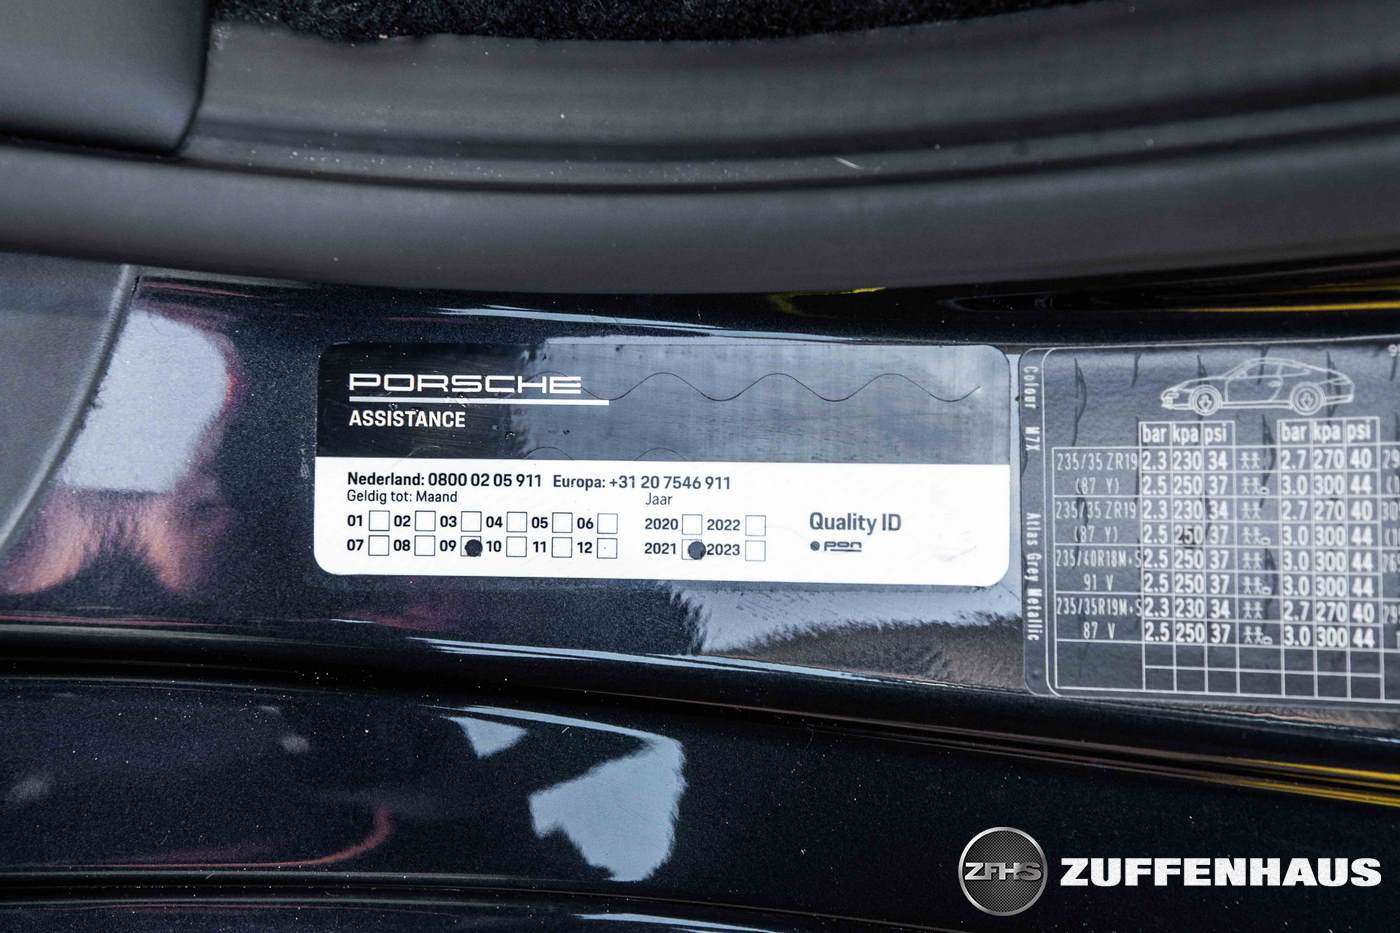 PORSCHE
ASSISTANCE
Nederland: 0800 02 05 911 Europa: +31 20 7546 911
Geldig tot: Maand Jaar
01 02 03 04 05 06 2020 2022
07 08 09 10 11 12 2021 2023
Quality ID
pon
Colour M7X Atlas Grey Metallic
bar kpa psi bar kpa psi
235/35 ZR19 2.3 230 34 2.7 270 40
(87 Y) 2.5 250 37 3.0 300 44
235/35 ZR19 2.3 230 34 2.7 270 40
(87 Y) 2.5 250 37 3.0 300 44
235/40R18M+S 2.5 250 37 3.0 300 44
91 V 2.5 250 37 3.0 300 44
235/35R19M+S 2.3 230 34 2.7 270 40
87 V 2.5 250 37 3.0 300 44
ZFHS ZUFFENHAUS